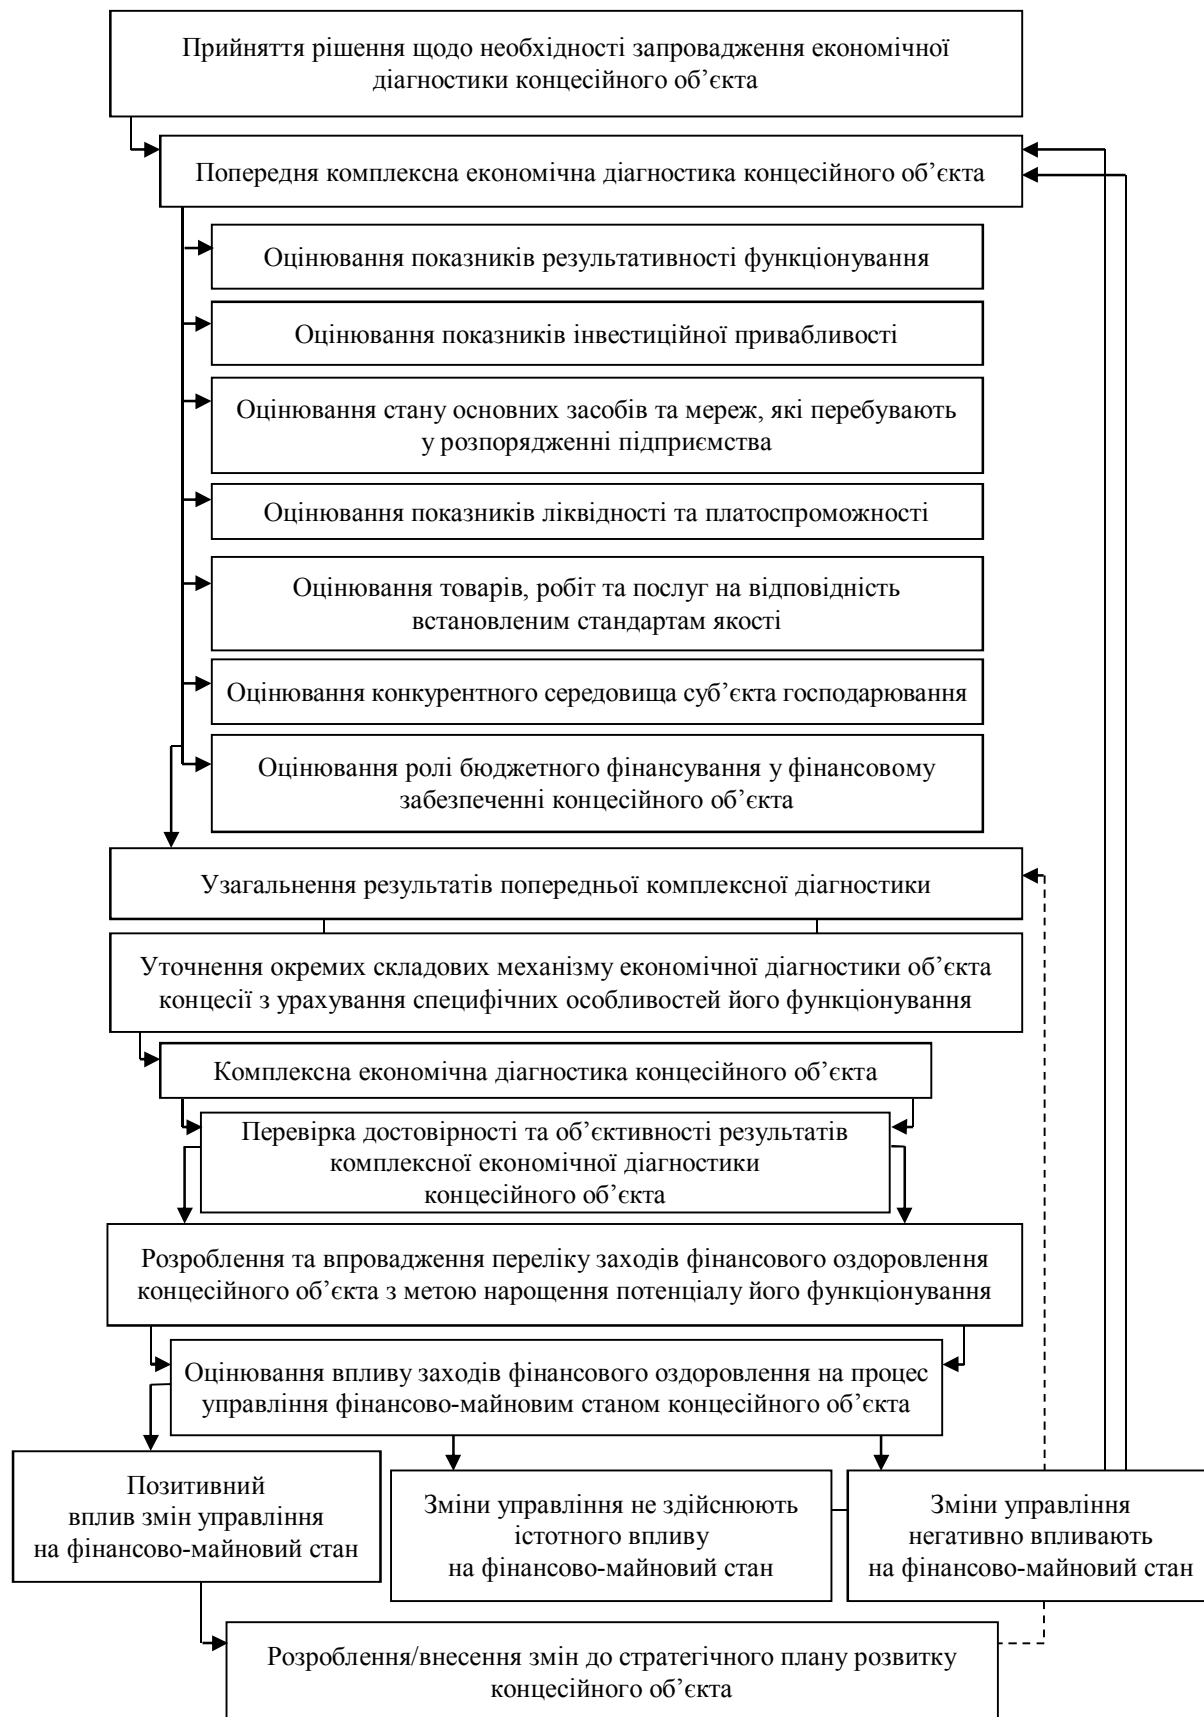 Прийняття рішення щодо необхідності запровадження економічної
діагностики концесійного об’єкта
Попередня комплексна економічна діагностика концесійного об’єкта
Оцінювання показників результативності функціонування
Оцінювання показників інвестиційної привабливості
Оцінювання стану основних засобів та мереж, які перебувають
у розпорядженні підприємства
Оцінювання показників ліквідності та платоспроможності
Оцінювання товарів, робіт та послуг на відповідність
встановленим стандартам якості
Оцінювання конкурентного середовища суб’єкта господарювання
Оцінювання ролі бюджетного фінансування у фінансовому
забезпеченні концесійного об’єкта
Узагальнення результатів попередньої комплексної діагностики
Уточнення окремих складових механізму економічної діагностики об’єкта
концесії з урахування специфічних особливостей його функціонування
Комплексна економічна діагностика концесійного об’єкта
Перевірка достовірності та об’єктивності результатів
комплексної економічної діагностики
концесійного об’єкта
Розроблення та впровадження переліку заходів фінансового оздоровлення
концесійного об’єкта з метою нарощення потенціалу його функціонування
Оцінювання впливу заходів фінансового оздоровлення на процес
управління фінансово-майновим станом концесійного об’єкта
Позитивний
вплив змін управління
на фінансово-майновий стан
Зміни управління не здійснюють
істотного впливу
на фінансово-майновий стан
Зміни управління
негативно впливають
на фінансово-майновий стан
Розроблення/внесення змін до стратегічного плану розвитку
концесійного об’єкта